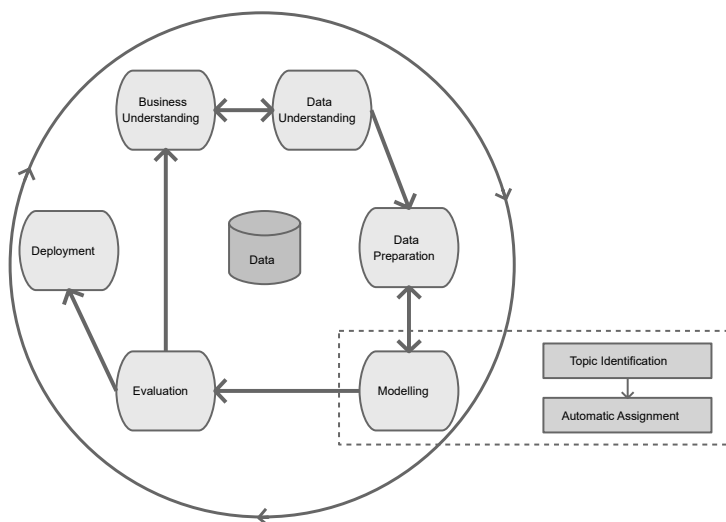 Business
Understanding
Data
Understanding
Deployment
Data
Data
Preparation
Topic Identification
Evaluation
Modelling
Automatic Assignment